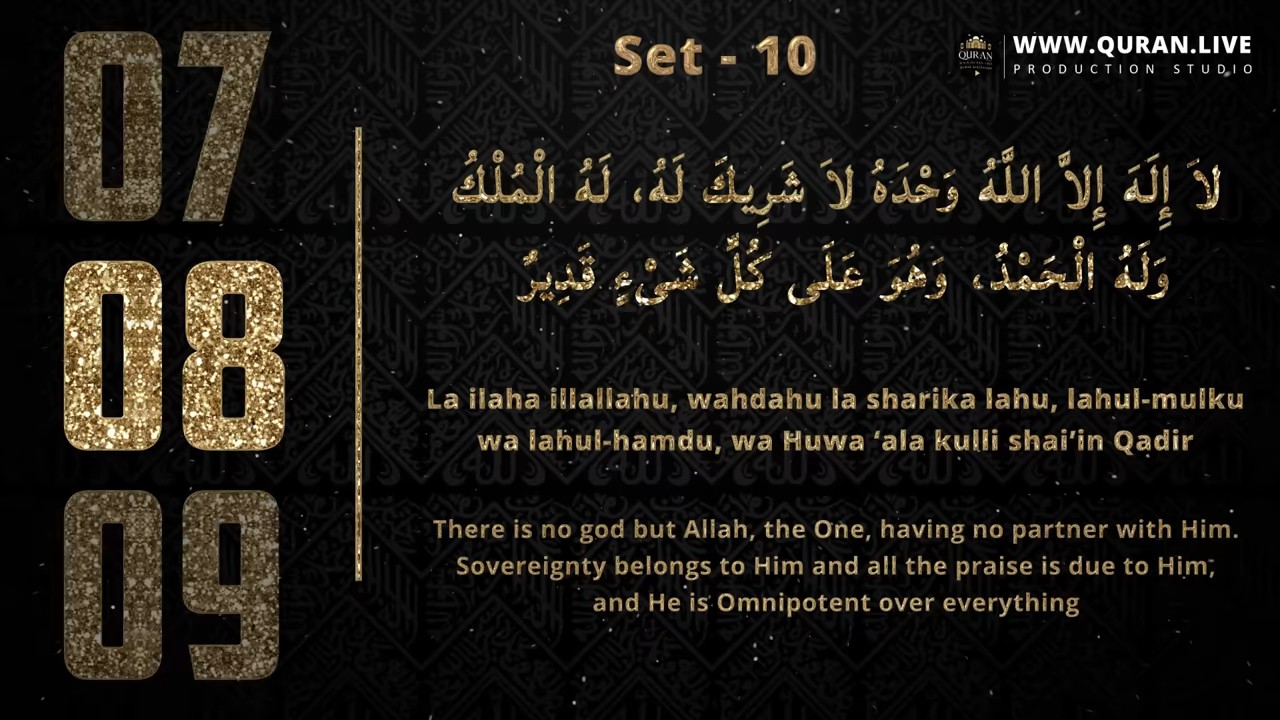 07
08
09
Set - 10
QURAN
WWW.QURAN.LIVE
PRODUCTION STUDIO
لاَ إِلَهَ إِلاَّ اللَّهُ وَحْدَهُ لاَ شَرِيكَ لَهُ، لَهُ الْمُلْكُ
وَلَهُ الْحَمْدُ، وَهُوَ عَلَى كُلِّ شَىْءٍ قَدِيرٌ
La ilaha illallahu, wahdahu la sharika lahu, lahul-mulku
wa lahul-hamdu, wa Huwa ‘ala kulli shai’in Qadir
There is no god but Allah, the One, having no partner with Him.
Sovereignty belongs to Him and all the praise is due to Him,
and He is Omnipotent over everything